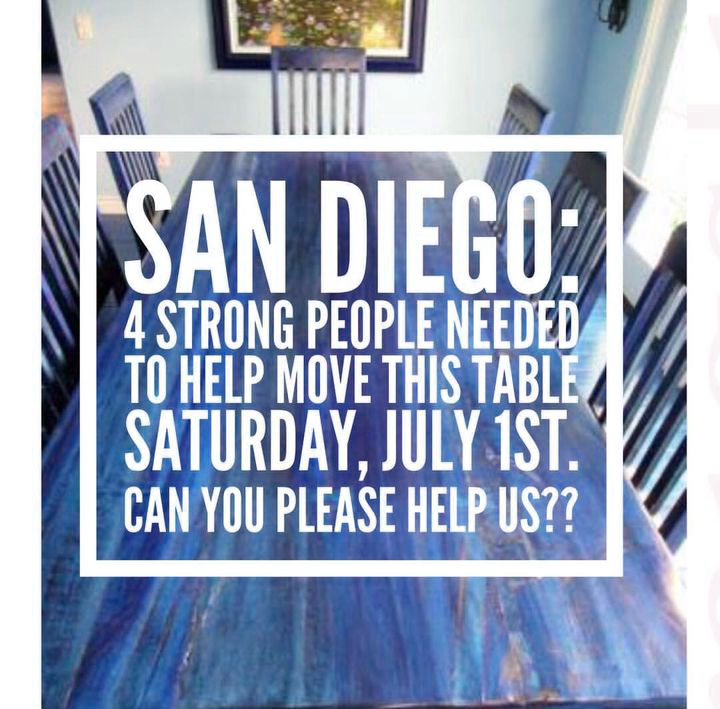 SAN DIEGO:
4 STRONG PEOPLE NEEDED
TO HELP MOVE THIS TABLE
SATURDAY, JULY 1ST.
CAN YOU PLEASE HELP US??